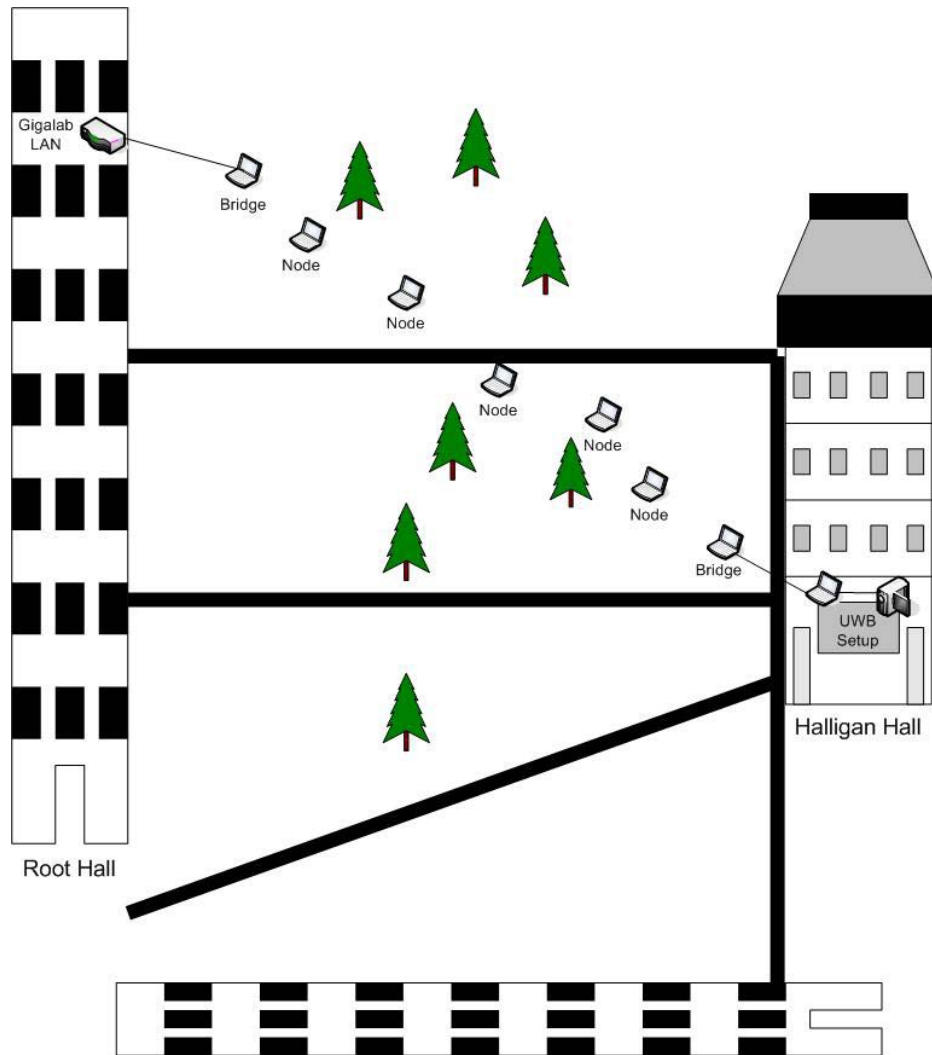 Gigalab
LAN
Bridge
Node
Node
Node
Node
Node
Bridge
UWB
Setup
Halligan Hall
Root Hall